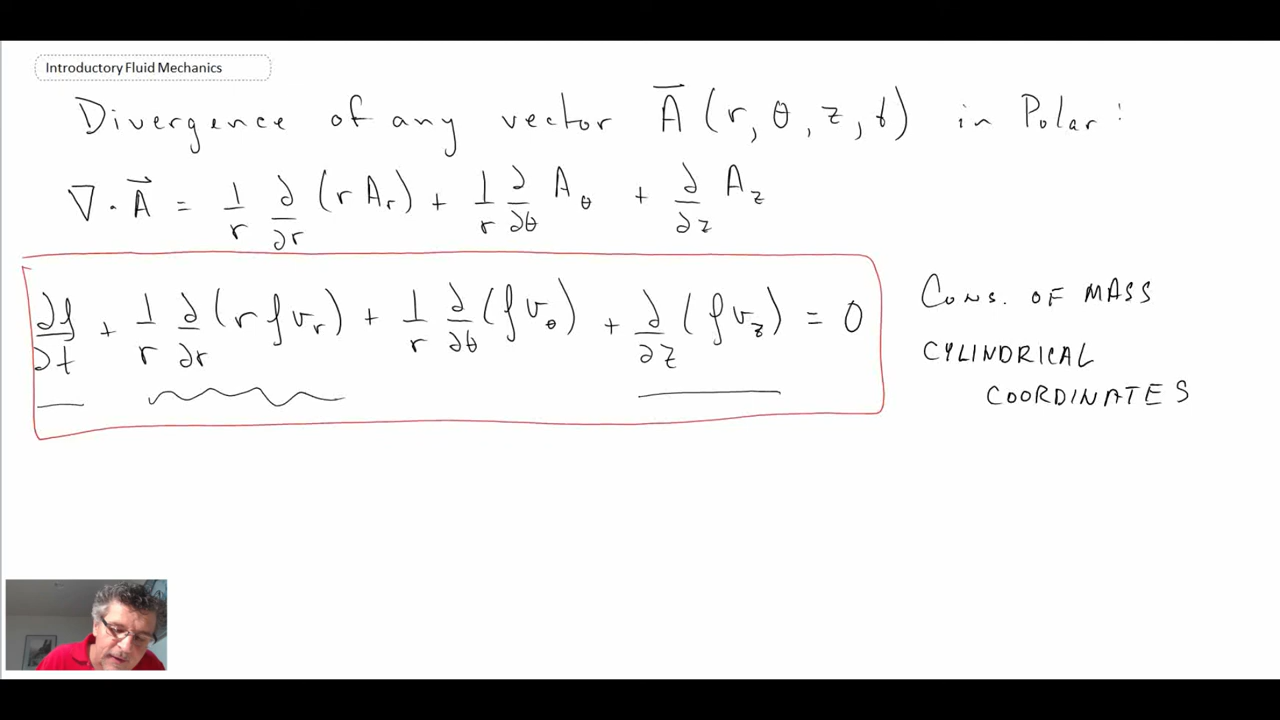 Introductory Fluid Mechanics
Divergence of any vector A⃗ (r, θ, z, t) in Polar:
∇ · A⃗ = 1/r ∂/∂r (r A_r) + 1/r ∂/∂θ A_θ + ∂/∂z A_z
∂ρ/∂t + 1/r ∂/∂r (r ρ v_r) + 1/r ∂/∂θ (ρ v_θ) + ∂/∂z (ρ v_z) = 0
CONS. OF MASS
CYLINDRICAL
COORDINATES